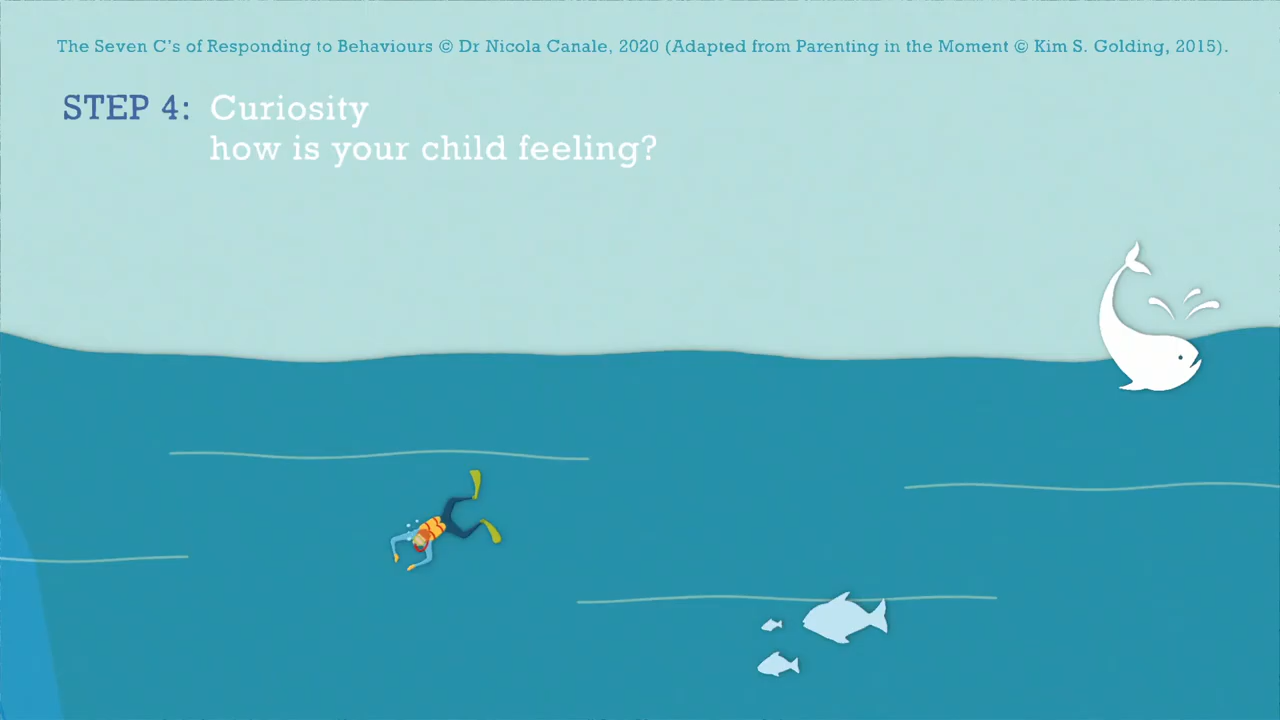 The Seven C's of Responding to Behaviours © Dr Nicola Canale, 2020 (Adapted from Parenting in the Moment © Kim S. Golding, 2015).
STEP 4: Curiosity
how is your child feeling?